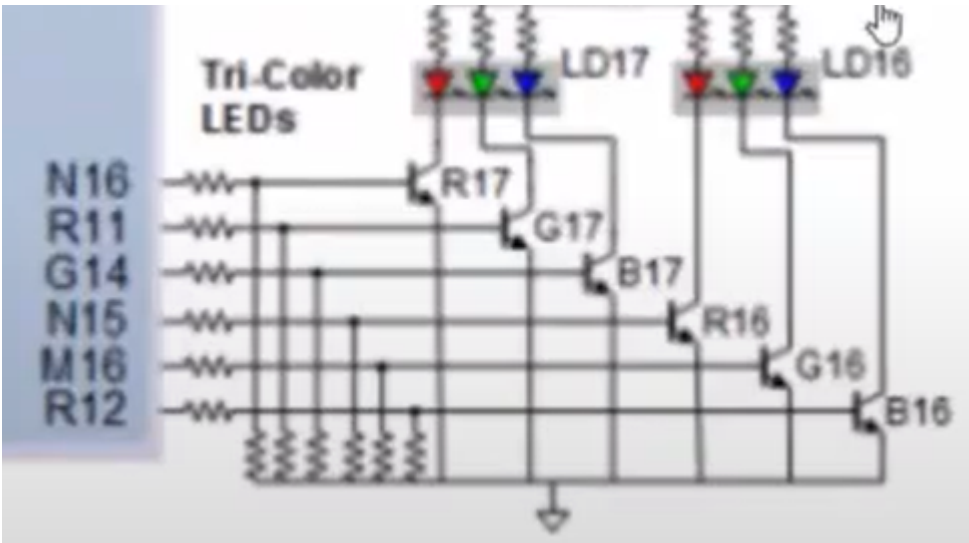 Tri-Color
LEDs
LD17
LD16
N16
R17
R11
G17
G14
B17
N15
R16
M16
G16
R12
B16